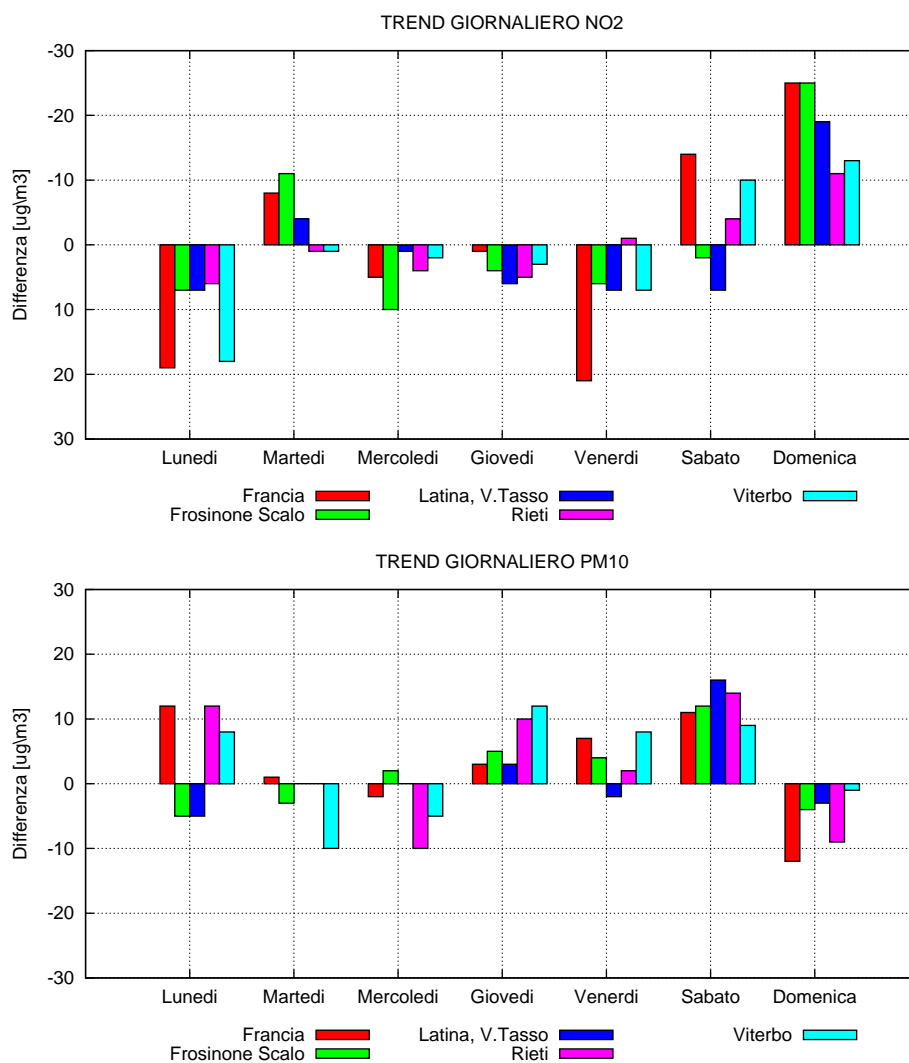 TREND GIORNALIERO NO2
-30
-20
-10
0
10
20
30
Differenza [ug\m3]
Lunedi Martedi Mercoledi Giovedi Venerdi Sabato Domenica
Francia Latina, V.Tasso Viterbo
Frosinone Scalo Rieti
TREND GIORNALIERO PM10
30
20
10
0
-10
-20
-30
Differenza [ug\m3]
Lunedi Martedi Mercoledi Giovedi Venerdi Sabato Domenica
Francia Latina, V.Tasso Viterbo
Frosinone Scalo Rieti